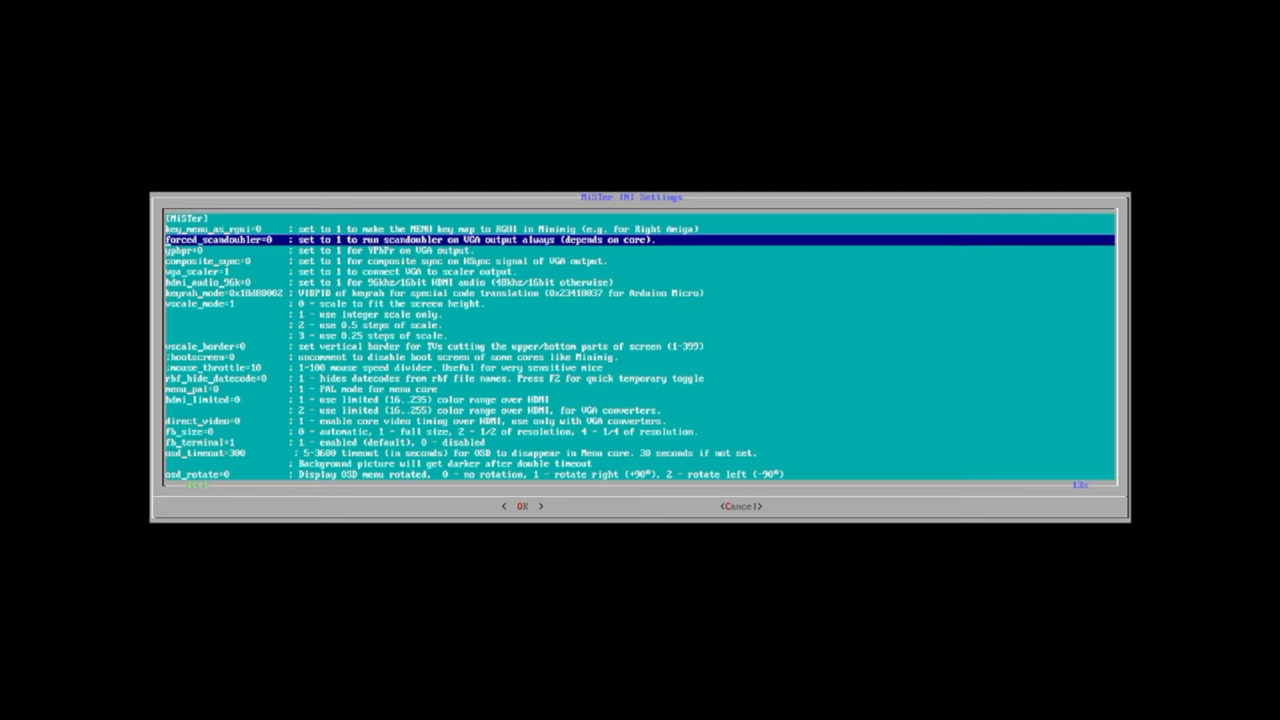 MiSTer INI Settings
[MiSTer]
key_menu_as_rgui=0 ; set to 1 to make the MENU key map to RGUI in Minimig (e.g. for Right Amiga)
forced_scandoubler=0 ; set to 1 to run scandoubler on VGA output always (depends on core).
ypbpr=0 ; set to 1 for YPbPr on VGA output.
composite_sync=0 ; set to 1 for composite sync on HSync signal of VGA output.
vga_scaler=1 ; set to 1 to connect VGA to scaler output.
hdmi_audio_96k=0 ; set to 1 for 96khz/16bit HDMI audio (48khz/16bit otherwise)
keyrah_mode=0x18d80002 ; VIDPID of keyrah for special code translation (0x23418037 for Arduino Micro)
vscale_mode=1 ; 0 - scale to fit the screen height.
; 1 - use integer scale only.
; 2 - use 0.5 steps of scale.
; 3 - use 0.25 steps of scale.
vscale_border=0 ; set vertical border for TVs cutting the upper/bottom parts of screen (1-399)
;bootscreen=0 ; uncomment to disable boot screen of some cores like Minimig.
;mouse_throttle=10 ; 1-100 mouse speed divider. Useful for very sensitive mice
rbf_hide_datecode=0 ; 1 - hides datecodes from rbf file names. Press F2 for quick temporary toggle
menu_pal=0 ; 1 - PAL mode for menu core
hdmi_limited=0 ; 1 - use limited (16..235) color range over HDMI
; 2 - use limited (16..255) color range over HDMI, for VGA converters.
direct_video=0 ; 1 - enable core video timing over HDMI, use only with VGA converters.
fb_size=0 ; 0 - automatic, 1 - full size, 2 - 1/2 of resolution, 4 - 1/4 of resolution.
fb_terminal=1 ; 1 - enabled (default), 0 - disabled
osd_timeout=300 ; 5-3600 timeout (in seconds) for OSD to disappear in Menu core. 30 seconds if not set.
; Background picture will get darker after double timeout
osd_rotate=0 ; Display OSD menu rotated, 0 - no rotation, 1 - rotate right (+90°), 2 - rotate left (-90°)
13%
< OK > <Cancel>